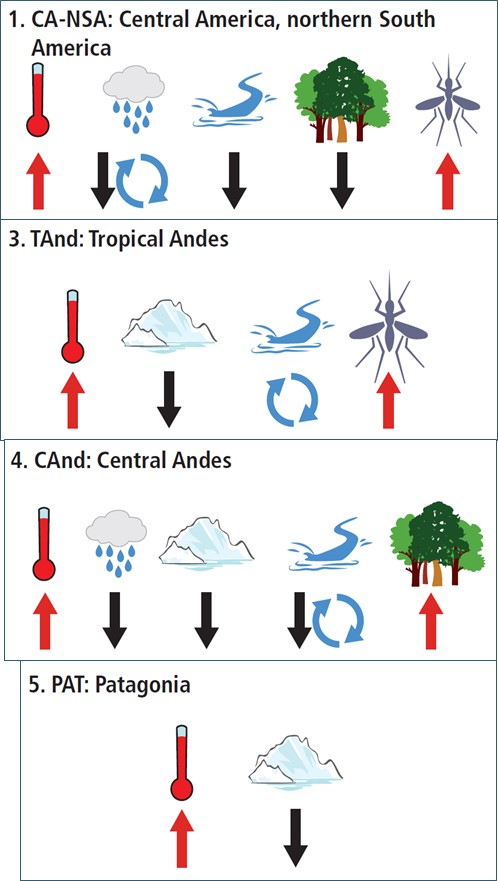 1. CA-NSA: Central America, northern South
America
3. TAnd: Tropical Andes
4. CAnd: Central Andes
5. PAT: Patagonia